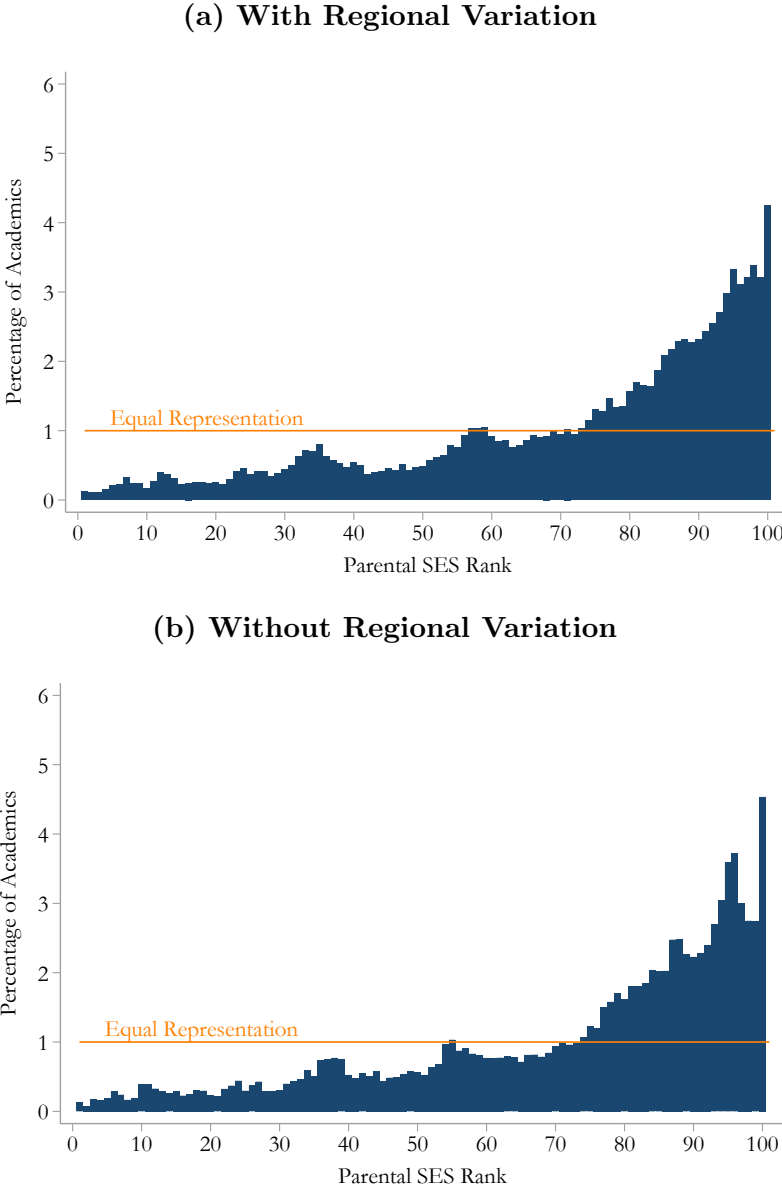 (a) With Regional Variation
6
5
4
3
2
1
0
Percentage of Academics
Equal Representation
0 10 20 30 40 50 60 70 80 90 100
Parental SES Rank
(b) Without Regional Variation
6
5
4
3
2
1
0
Percentage of Academics
Equal Representation
0 10 20 30 40 50 60 70 80 90 100
Parental SES Rank